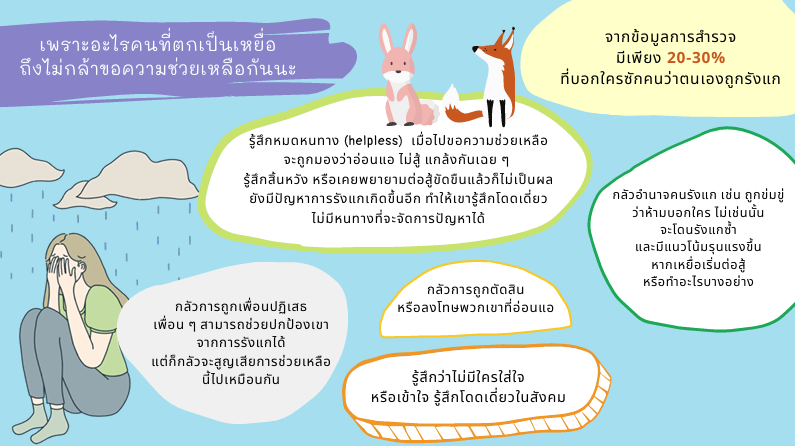 เพราะอะไรคนที่ตกเป็นเหยื่อ
ถึงไม่กล้าขอความช่วยเหลือกันนะ
จากข้อมูลการสำรวจ
มีเพียง 20-30%
ที่บอกใครซักคนว่าตนเองถูกรังแก
รู้สึกหมดหนทาง (helpless) เมื่อไปขอความช่วยเหลือ
จะถูกมองว่าอ่อนแอ ไม่สู้ แกล้งกันเฉย ๆ
รู้สึกสิ้นหวัง หรือเคยพยายามต่อสู้ขัดขืนแล้วก็ไม่เป็นผล
ยังมีปัญหาการรังแกเกิดขึ้นอีก ทำให้เขารู้สึกโดดเดี่ยว
ไม่มีหนทางที่จะจัดการปัญหาได้
กลัวอำนาจคนรังแก เช่น ถูกข่มขู่
ว่าห้ามบอกใคร ไม่เช่นนั้น
จะโดนรังแกซ้ำ
และมีแนวโน้มรุนแรงขึ้น
หากเหยื่อเริ่มต่อสู้
หรือทำอะไรบางอย่าง
กลัวการถูกเพื่อนปฏิเสธ
เพื่อน ๆ สามารถช่วยปกป้องเขา
จากการรังแกได้
แต่ก็กลัวจะสูญเสียการช่วยเหลือ
นี้ไปเหมือนกัน
กลัวการถูกตัดสิน
หรือลงโทษพวกเขาที่อ่อนแอ
รู้สึกว่าไม่มีใครใส่ใจ
หรือเข้าใจ รู้สึกโดดเดี่ยวในสังคม